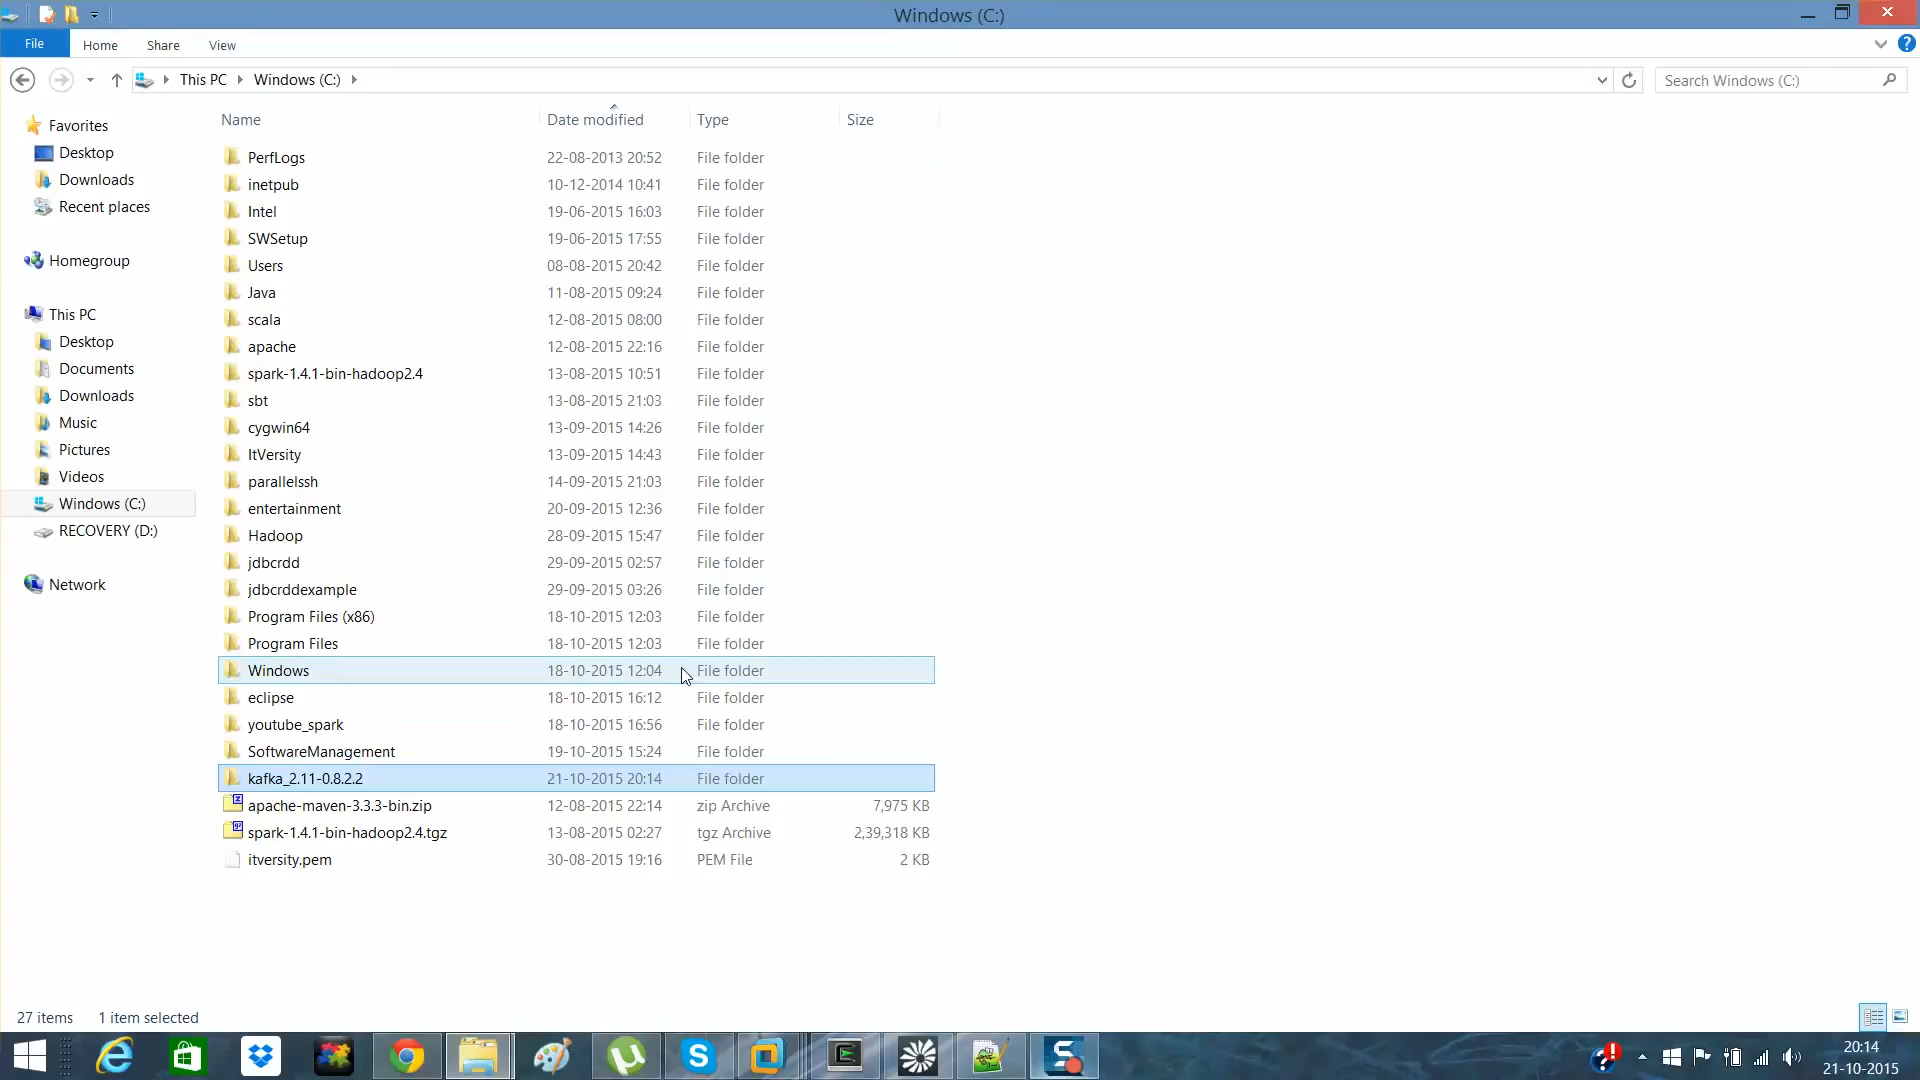 Windows (C:)
File Home Share View
This PC Windows (C:) Search Windows (C:)
Name Date modified Type Size
Favorites
Desktop
Downloads
Recent places
Homegroup
This PC
Desktop
Documents
Downloads
Music
Pictures
Videos
Windows (C:)
RECOVERY (D:)
Network
PerfLogs 22-08-2013 20:52 File folder
inetpub 10-12-2014 10:41 File folder
Intel 19-06-2015 16:03 File folder
SWSetup 19-06-2015 17:55 File folder
Users 08-08-2015 20:42 File folder
Java 11-08-2015 09:24 File folder
scala 12-08-2015 08:00 File folder
apache 12-08-2015 22:16 File folder
spark-1.4.1-bin-hadoop2.4 13-08-2015 10:51 File folder
sbt 13-08-2015 21:03 File folder
cygwin64 13-09-2015 14:26 File folder
ItVersity 13-09-2015 14:43 File folder
parallelssh 14-09-2015 21:03 File folder
entertainment 20-09-2015 12:36 File folder
Hadoop 28-09-2015 15:47 File folder
jdbcrdd 29-09-2015 02:57 File folder
jdbcrddexample 29-09-2015 03:26 File folder
Program Files (x86) 18-10-2015 12:03 File folder
Program Files 18-10-2015 12:03 File folder
Windows 18-10-2015 12:04 File folder
eclipse 18-10-2015 16:12 File folder
youtube_spark 18-10-2015 16:56 File folder
SoftwareManagement 19-10-2015 15:24 File folder
kafka_2.11-0.8.2.2 21-10-2015 20:14 File folder
apache-maven-3.3.3-bin.zip 12-08-2015 22:14 zip Archive 7,975 KB
spark-1.4.1-bin-hadoop2.4.tgz 13-08-2015 02:27 tgz Archive 2,39,318 KB
itversity.pem 30-08-2015 19:16 PEM File 2 KB
27 items 1 item selected
20:14
21-10-2015